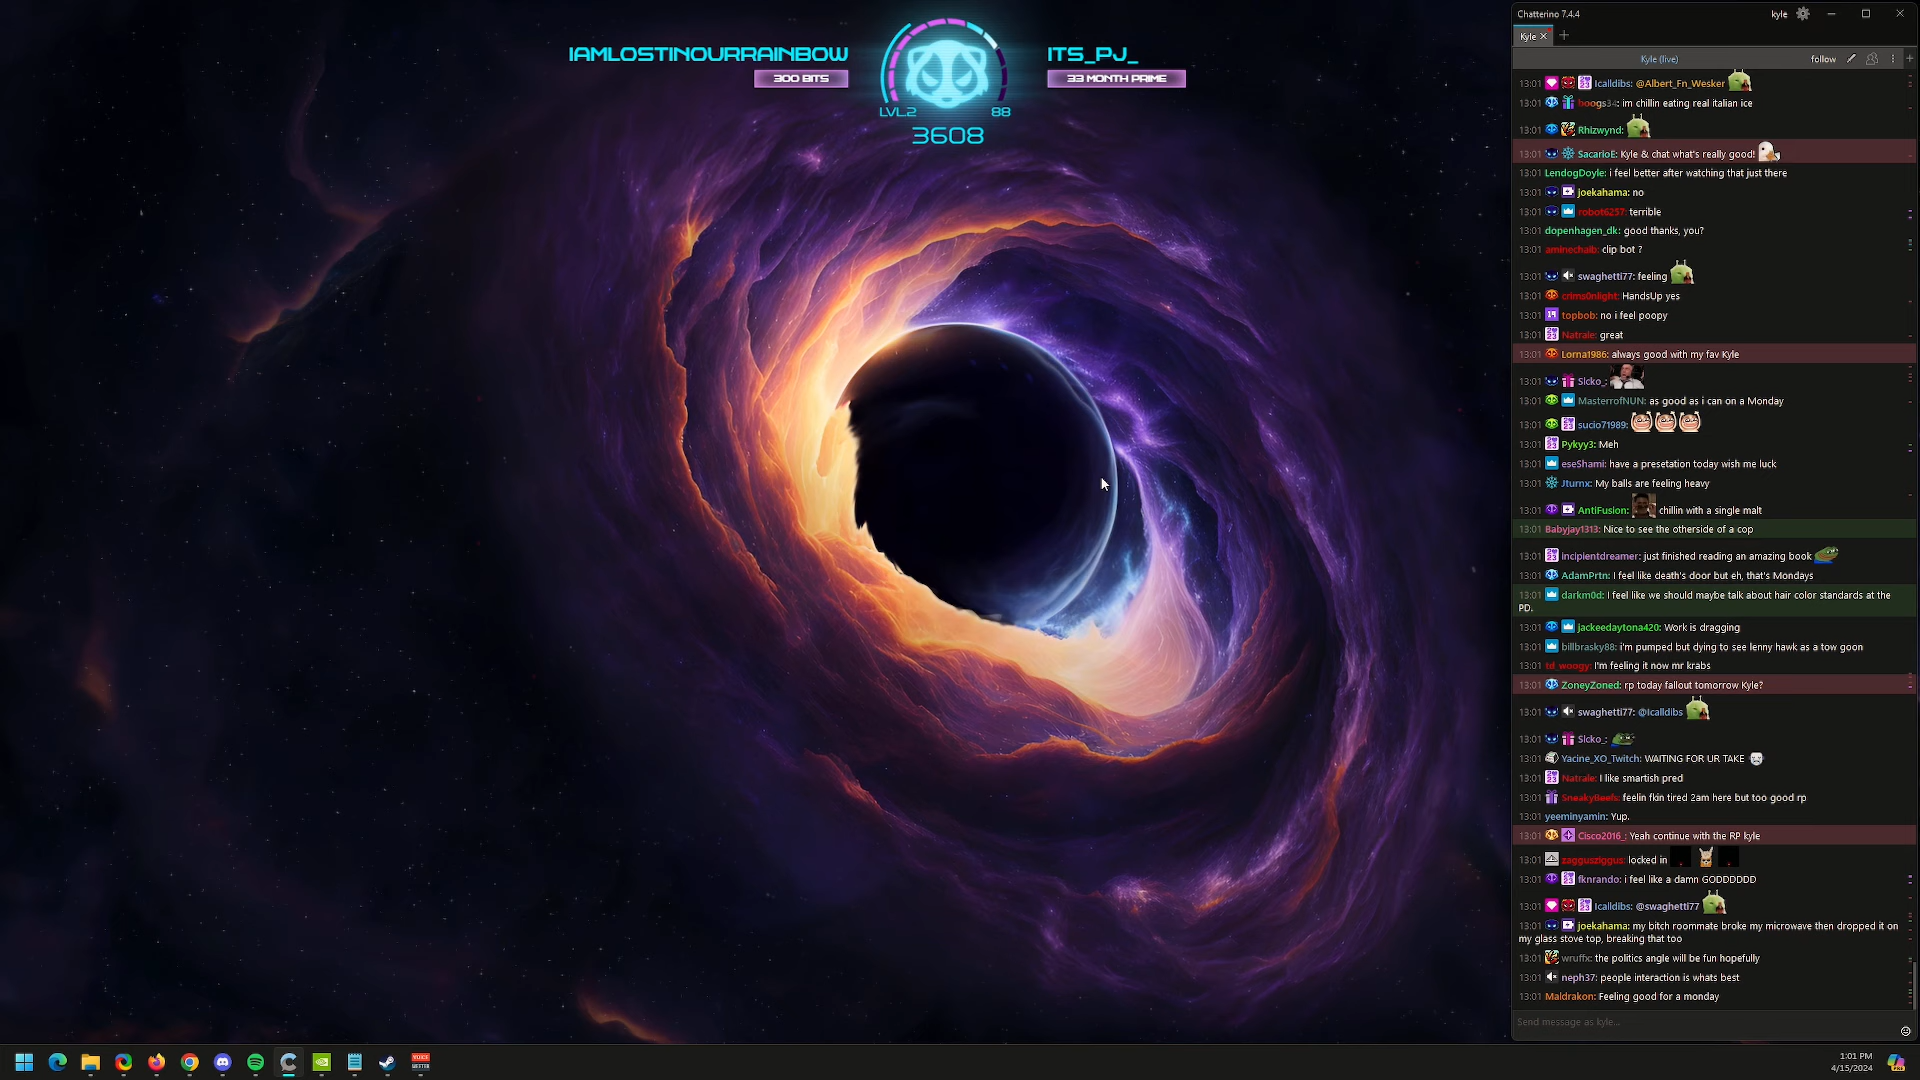 IAMLOSTINOURRAINBOW
300 BITS
LVL.2
88
3608
ITS_PJ_
33 MONTH PRIME
Chatterino 7.4.4
kyle
Kyle
Kyle (live)
follow
13:01 Icalldibs: @Albert_Fn_Wesker
13:01 hoogs34: im chillin eating real italian ice
13:01 Rhizwynd:
13:01 SacarioE: Kyle & chat what's really good!
13:01 LendogDoyle: i feel better after watching that just there
13:01 joekahama: no
13:01 robot6257: terrible
13:01 dopenhagen_dk: good thanks, you?
13:01 aminechaib: clip bot ?
13:01 swaghetti77: feeling
13:01 crims0nlight: HandsUp yes
13:01 topbob: no i feel poopy
13:01 Natrale: great
13:01 Lorna1986: always good with my fav Kyle
13:01 Slcko_:
13:01 MasterrofNUN: as good as i can on a Monday
13:01 sucio71989:
13:01 Pykyy3: Meh
13:01 eseShami: have a presetation today wish me luck
13:01 Jturnx: My balls are feeling heavy
13:01 AntiFusion: chillin with a single malt
13:01 Babyjay1313: Nice to see the otherside of a cop
13:01 incipientdreamer: just finished reading an amazing book
13:01 AdamPrtn: I feel like death's door but eh, that's Mondays
13:01 darkm0d: I feel like we should maybe talk about hair color standards at the
PD.
13:01 jackeedaytona420: Work is dragging
13:01 billbrasky88: i'm pumped but dying to see lenny hawk as a tow goon
13:01 td_woogy: I'm feeling it now mr krabs
13:01 ZoneyZoned: rp today fallout tomorrow Kyle?
13:01 swaghetti77: @Icalldibs
13:01 Slcko_:
13:01 Yacine_XO_Twitch: WAITING FOR UR TAKE
13:01 Natrale: I like smartish pred
13:01 SneakyBeefs: feelin fkin tired 2am here but too good rp
13:01 yeeminyamin: Yup.
13:01 Cisco2016_: Yeah continue with the RP kyle
13:01 zaggusziggus: locked in
13:01 fknrando: i feel like a damn GODDDDDD
13:01 Icalldibs: @swaghetti77
13:01 joekahama: my bitch roommate broke my microwave then dropped it on
my glass stove top, breaking that too
13:01 wruffx: the politics angle will be fun hopefully
13:01 neph37: people interaction is whats best
13:01 Maldrakon: Feeling good for a monday
Send message as kyle...
1:01 PM
4/15/2024